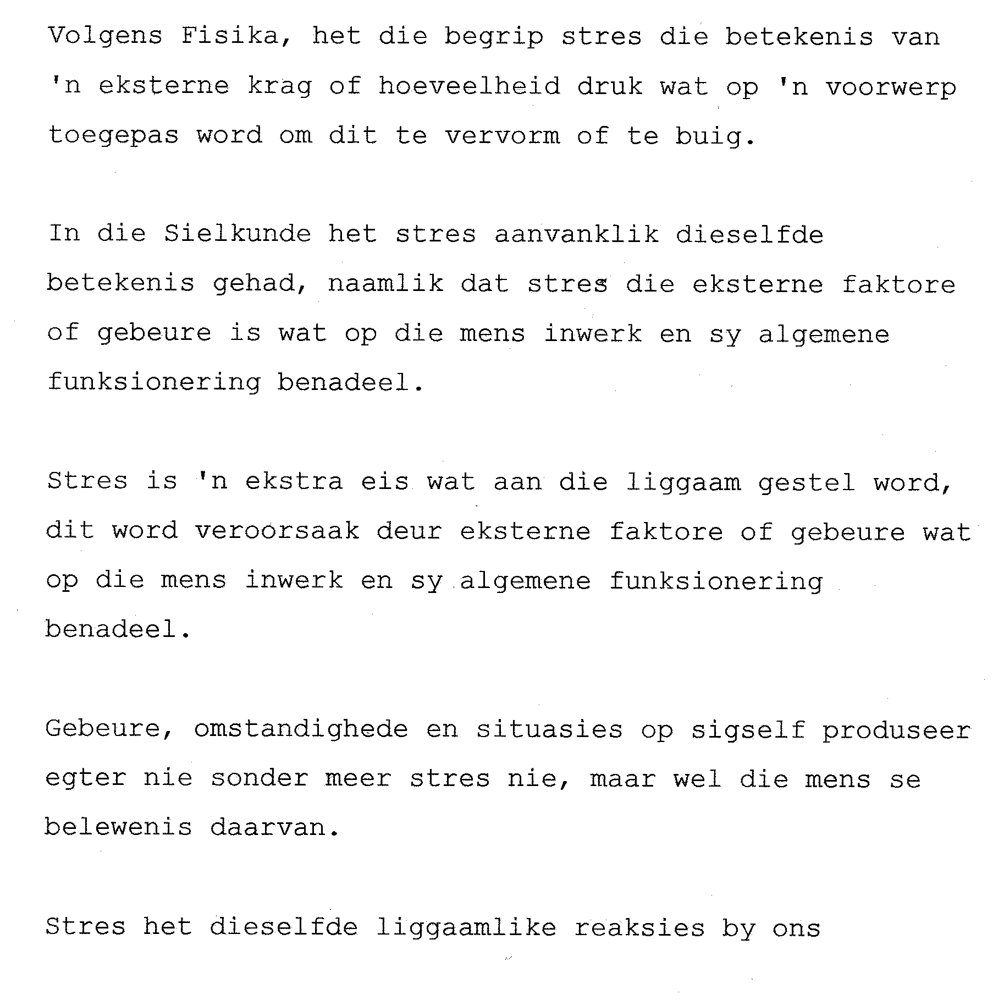 Volgens Fisika, het die begrip stres die betekenis van
'n eksterne krag of hoeveelheid druk wat op 'n voorwerp
toegepas word om dit te vervorm of te buig.
In die Sielkunde het stres aanvanklik dieselfde
betekenis gehad, naamlik dat stres die eksterne faktore
of gebeure is wat op die mens inwerk en sy algemene
funksionering benadeel.
Stres is 'n ekstra eis wat aan die liggaam gestel word,
dit word veroorsaak deur eksterne faktore of gebeure wat
op die mens inwerk en sy algemene funksionering
benadeel.
Gebeure, omstandighede en situasies op sigself produseer
egter nie sonder meer stres nie, maar wel die mens se
belewenis daarvan.
Stres het dieselfde liggaamlike reaksies by ons